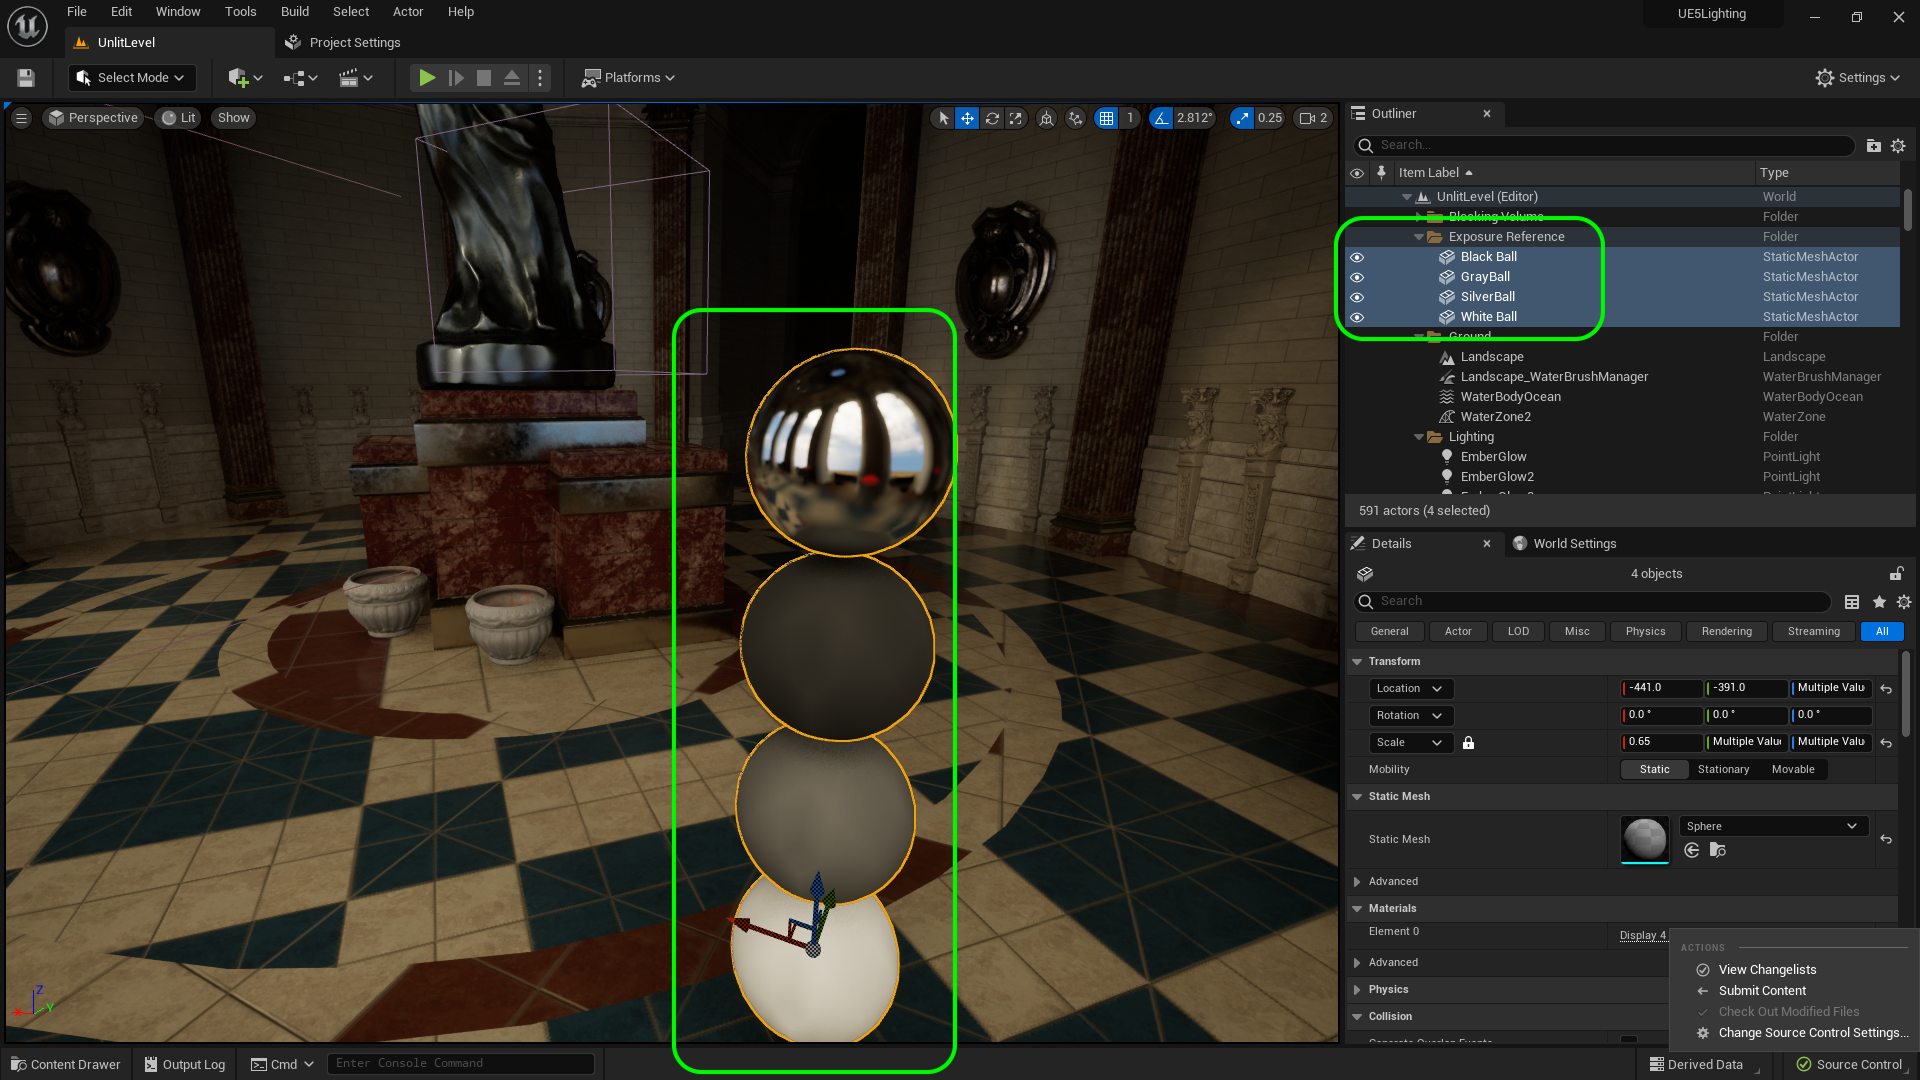 File Edit Window Tools Build Select Actor Help
UE5Lighting
UnlitLevel
Project Settings
Select Mode
Platforms
Settings
Perspective
Lit
Show
1
2.812°
0.25
2
Outliner
Search...
Item Label
Type
UnlitLevel (Editor) World
Blocking Volume Folder
Exposure Reference Folder
Black Ball StaticMeshActor
GrayBall StaticMeshActor
SilverBall StaticMeshActor
White Ball StaticMeshActor
Ground Folder
Landscape Landscape
Landscape_WaterBrushManager WaterBrushManager
WaterBodyOcean WaterBodyOcean
WaterZone2 WaterZone
Lighting Folder
EmberGlow PointLight
EmberGlow2 PointLight
591 actors (4 selected)
Details
World Settings
4 objects
Search
General Actor LOD Misc Physics Rendering Streaming All
Transform
Location -441.0 -391.0 Multiple Valu
Rotation 0.0 ° 0.0 ° 0.0 °
Scale 0.65 Multiple Value Multiple Valu
Mobility Static Stationary Movable
Static Mesh
Static Mesh Sphere
Advanced
Materials
Element 0 Display 4
Advanced
Physics
Collision
ACTIONS
View Changelists
Submit Content
Check Out Modified Files
Change Source Control Settings...
Z
Y
Content Drawer
Output Log
Cmd
Enter Console Command
Derived Data
Source Control